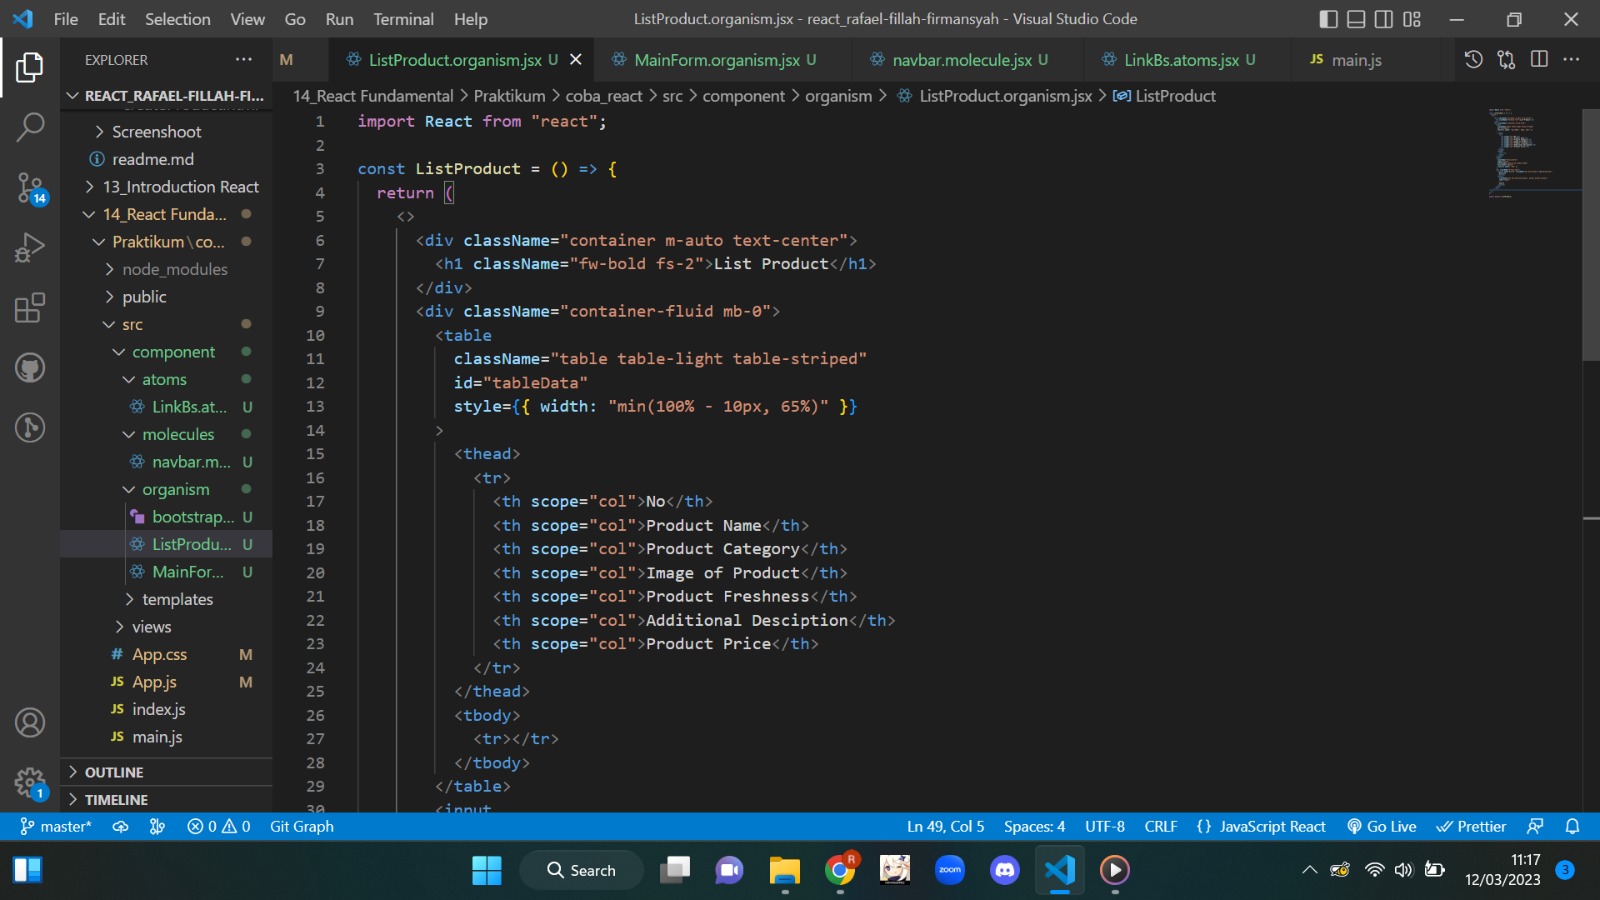 File Edit Selection View Go Run Terminal Help
ListProduct.organism.jsx - react_rafael-fillah-firmansyah - Visual Studio Code
EXPLORER
M
ListProduct.organism.jsx U
MainForm.organism.jsx U
navbar.molecule.jsx U
LinkBs.atoms.jsx U
JS main.js
REACT_RAFAEL-FILLAH-FI...
Screenshoot
readme.md
13_Introduction React
14_React Funda...
Praktikum\co...
node_modules
public
src
component
atoms
LinkBs.at... U
molecules
navbar.m... U
organism
bootstrap... U
ListProdu... U
MainFor... U
templates
views
# App.css M
JS App.js M
JS index.js
JS main.js
OUTLINE
TIMELINE
14
1
14_React Fundamental > Praktikum > coba_react > src > component > organism > ListProduct.organism.jsx > ListProduct
1 import React from "react";
2
3 const ListProduct = () => {
4 return (
5 <>
6 <div className="container m-auto text-center">
7 <h1 className="fw-bold fs-2">List Product</h1>
8 </div>
9 <div className="container-fluid mb-0">
10 <table
11 className="table table-light table-striped"
12 id="tableData"
13 style={{ width: "min(100% - 10px, 65%)" }}
14 >
15 <thead>
16 <tr>
17 <th scope="col">No</th>
18 <th scope="col">Product Name</th>
19 <th scope="col">Product Category</th>
20 <th scope="col">Image of Product</th>
21 <th scope="col">Product Freshness</th>
22 <th scope="col">Additional Desciption</th>
23 <th scope="col">Product Price</th>
24 </tr>
25 </thead>
26 <tbody>
27 <tr></tr>
28 </tbody>
29 </table>
30 <input
master* 0 0 Git Graph
Ln 49, Col 5 Spaces: 4 UTF-8 CRLF {} JavaScript React Go Live Prettier
Search
R
zoom
11:17
12/03/2023
3